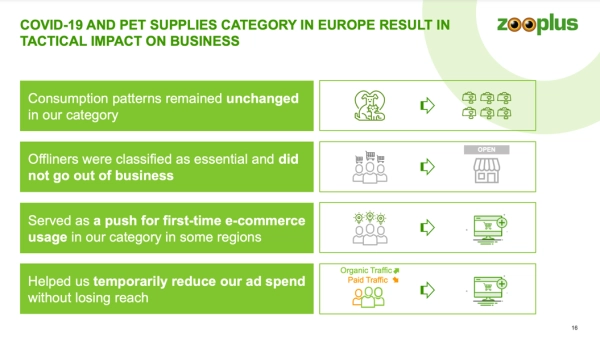 COVID-19 AND PET SUPPLIES CATEGORY IN EUROPE RESULT IN
TACTICAL IMPACT ON BUSINESS
zooplus
Consumption patterns remained unchanged
in our category
Offliners were classified as essential and did
not go out of business
OPEN
Served as a push for first-time e-commerce
usage in our category in some regions
Helped us temporarily reduce our ad spend
without losing reach
Organic Traffic
Paid Traffic
16